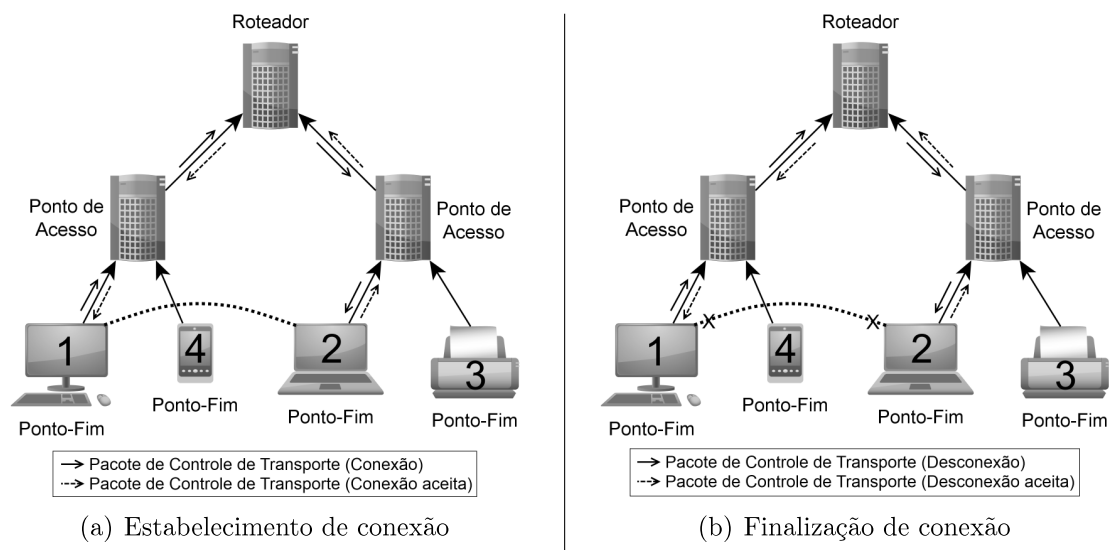 Roteador
Ponto de
Acesso
Ponto de
Acesso
1
4
2
3
Ponto-Fim
Ponto-Fim
Ponto-Fim
Ponto-Fim
Pacote de Controle de Transporte (Conexão)
Pacote de Controle de Transporte (Conexão aceita)
(a) Estabelecimento de conexão
Roteador
Ponto de
Acesso
Ponto de
Acesso
X
X
1
4
2
3
Ponto-Fim
Ponto-Fim
Ponto-Fim
Ponto-Fim
Pacote de Controle de Transporte (Desconexão)
Pacote de Controle de Transporte (Desconexão aceita)
(b) Finalização de conexão